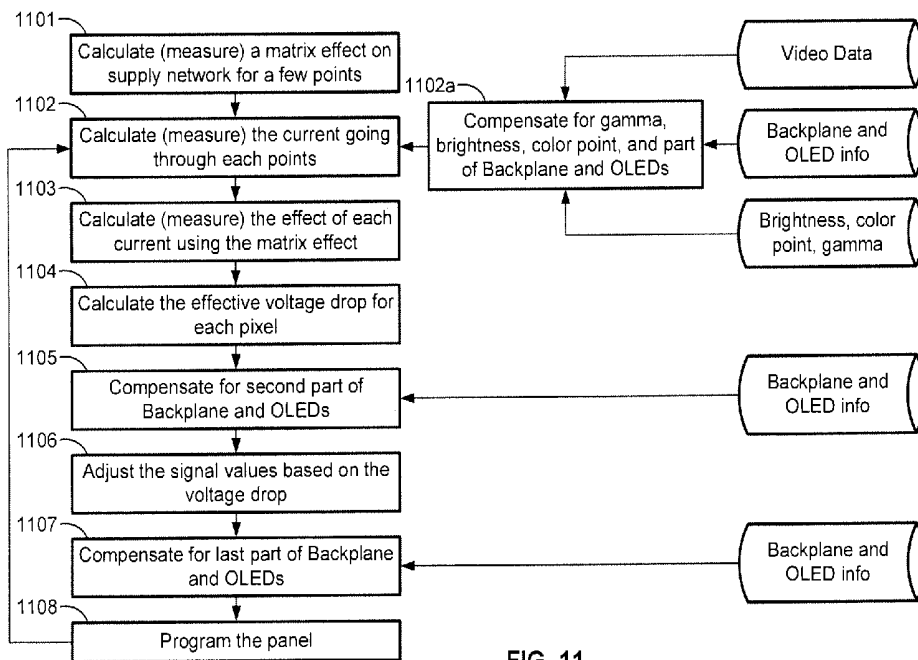 1101
Calculate (measure) a matrix effect on
supply network for a few points
1102
Calculate (measure) the current going
through each points
1103
Calculate (measure) the effect of each
current using the matrix effect
1104
Calculate the effective voltage drop for
each pixel
1105
Compensate for second part of
Backplane and OLEDs
1106
Adjust the signal values based on the
voltage drop
1107
Compensate for last part of Backplane
and OLEDs
1108
Program the panel
1102a
Compensate for gamma,
brightness, color point, and part
of Backplane and OLEDs
Video Data
Backplane and
OLED info
Brightness, color
point, gamma
Backplane and
OLED info
Backplane and
OLED info
FIG. 11